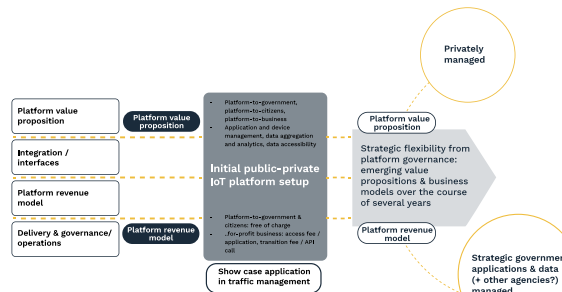 Privately
managed
Platform value
proposition
Integration /
interfaces
Platform revenue
model
Delivery & governance/
operations
Platform value
proposition
Platform revenue
model
- Platform-to-government,
platform-to-citizens,
platform-to-business
- Application and device
management, data aggregation
and analytics, data accessibility
Initial public-private
IoT platform setup
- Platform-to-government &
citizens: free of charge
- ..for-profit business: access fee /
application, transition fee / API
call
Show case application
in traffic management
Platform value
proposition
Strategic flexibility from
platform governance:
emerging value
propositions & business
models over the course
of several years
Platform revenue
model
Strategic governmen
applications & data
(+ other agencies?)
managed